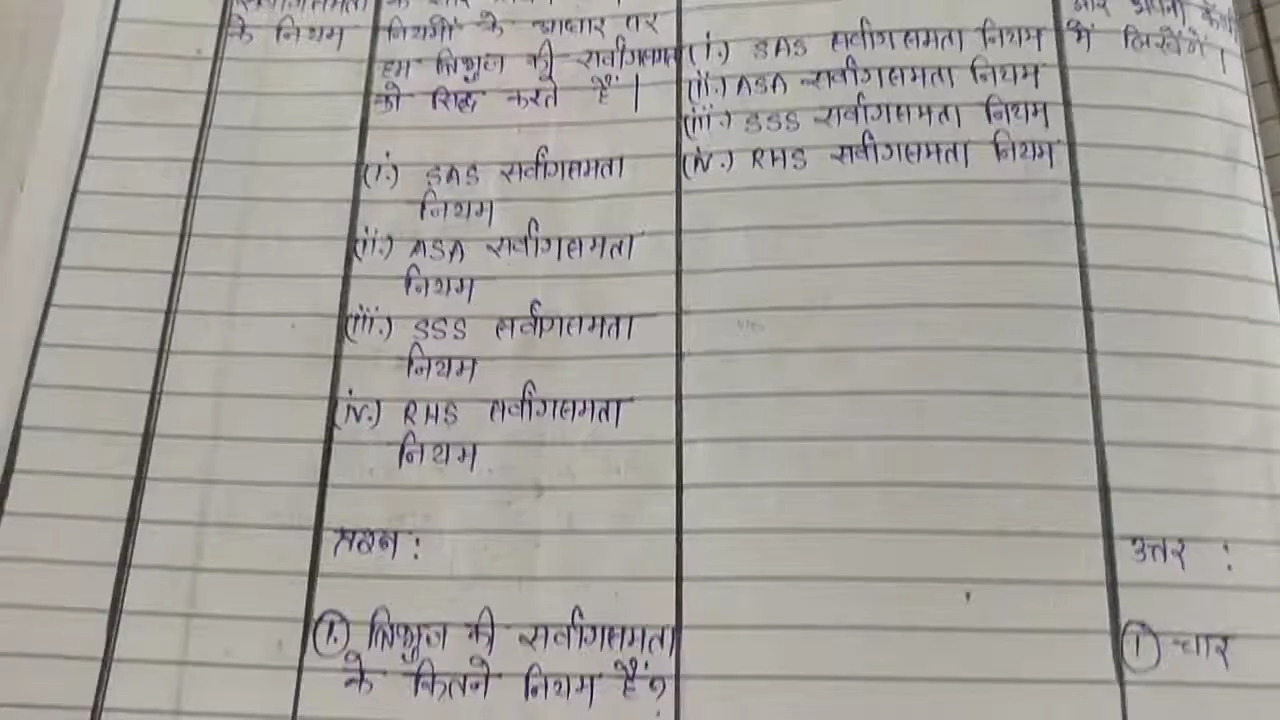 के नियम
नियमों के आधार पर
हम त्रिभुज की सर्वांगसमता
को सिद्ध करते हैं।
(i.) SAS सर्वांगसमता
नियम
(ii.) ASA सर्वांगसमता
नियम
(iii.) SSS सर्वांगसमता
नियम
(iv.) RHS सर्वांगसमता
नियम
प्रश्न :
1. त्रिभुज की सर्वांगसमता
के कितने नियम हैं?
(i.) SAS सर्वांगसमता नियम
(ii.) ASA सर्वांगसमता नियम
(iii.) SSS सर्वांगसमता नियम
(iv.) RHS सर्वांगसमता नियम
और अपनी
में लिखेंगे।
उत्तर :
1 चार